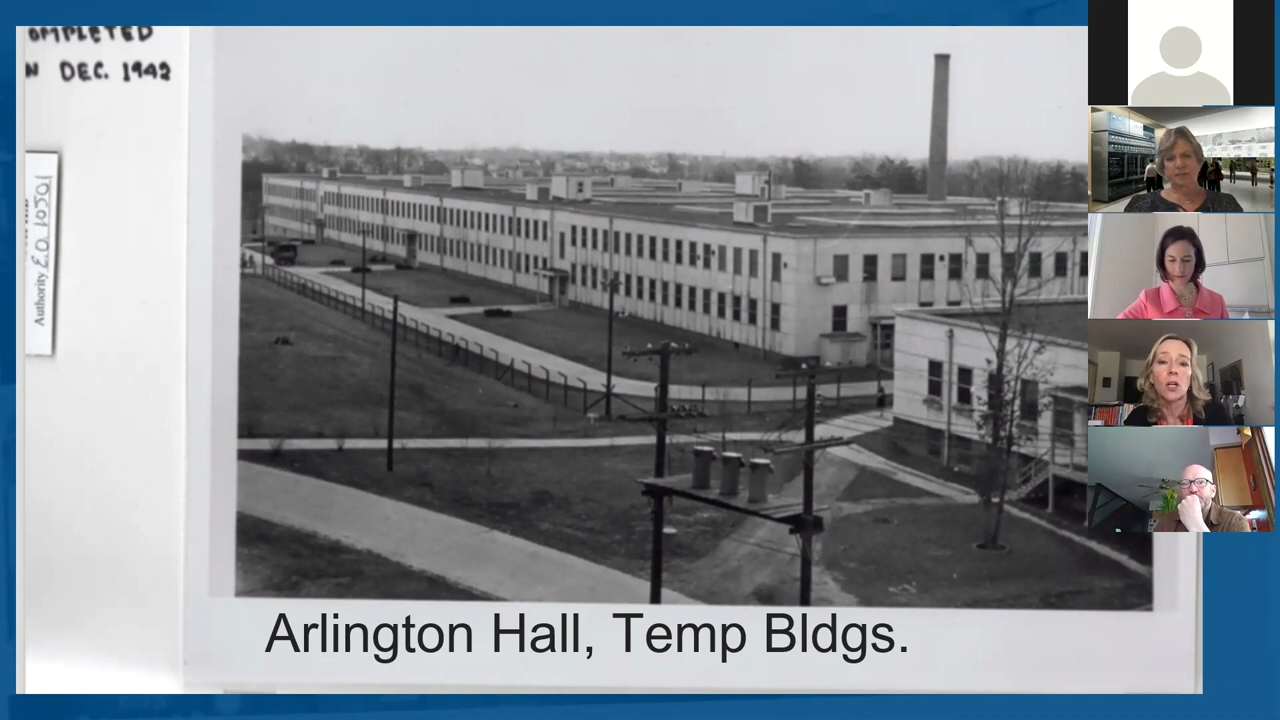 OMPLETED
N DEC. 1942
Authority E.O. 10501
Arlington Hall, Temp Bldgs.